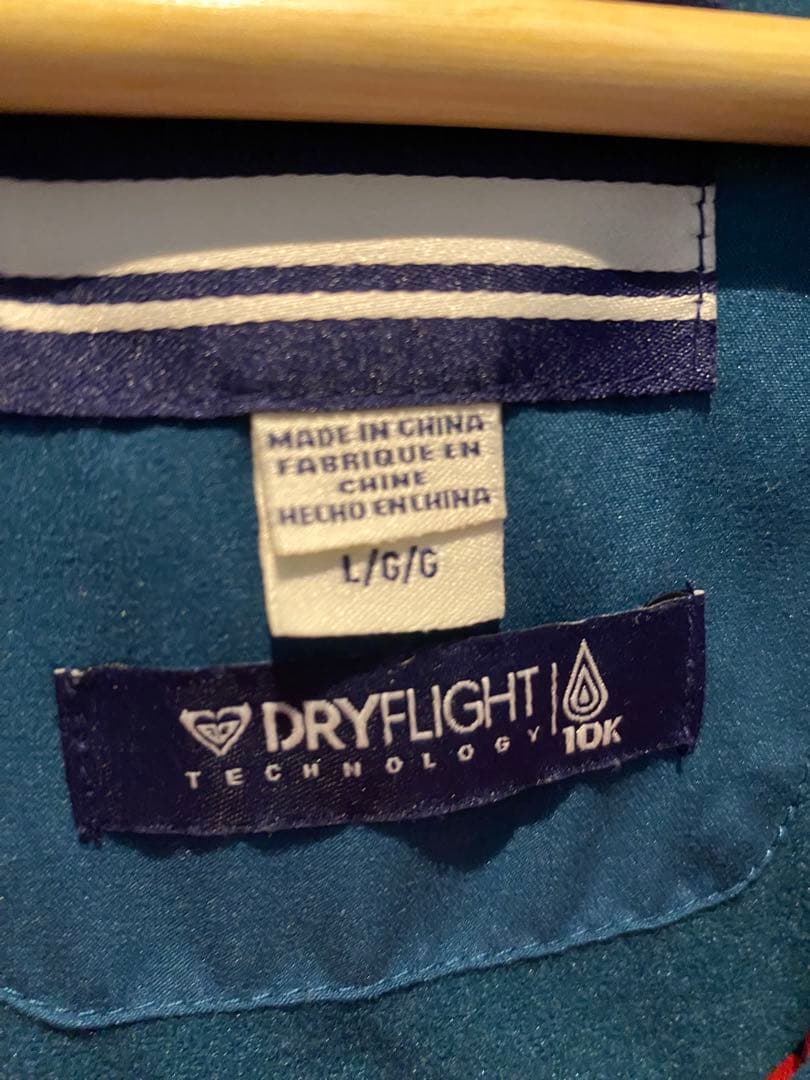 MADE IN CHINA
FABRIQUE EN
CHINE
HECHO EN CHINA
L/G/G
DRYFLIGHT
TECHNOLOGY
10K